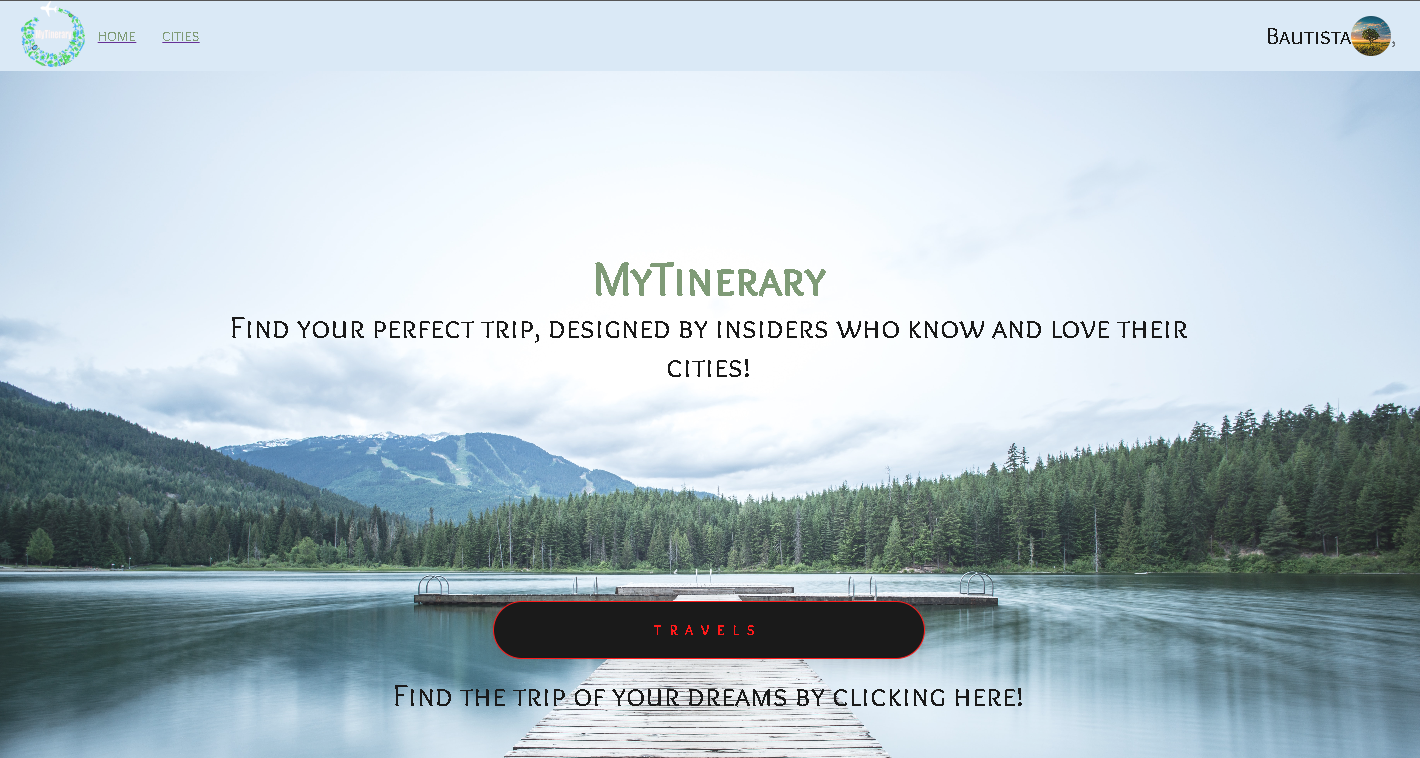 MyTinerary
HOME
CITIES
Bautista
,
MyTinerary
Find your perfect trip, designed by insiders who know and love their
cities!
TRAVELS
Find the trip of your dreams by clicking here!